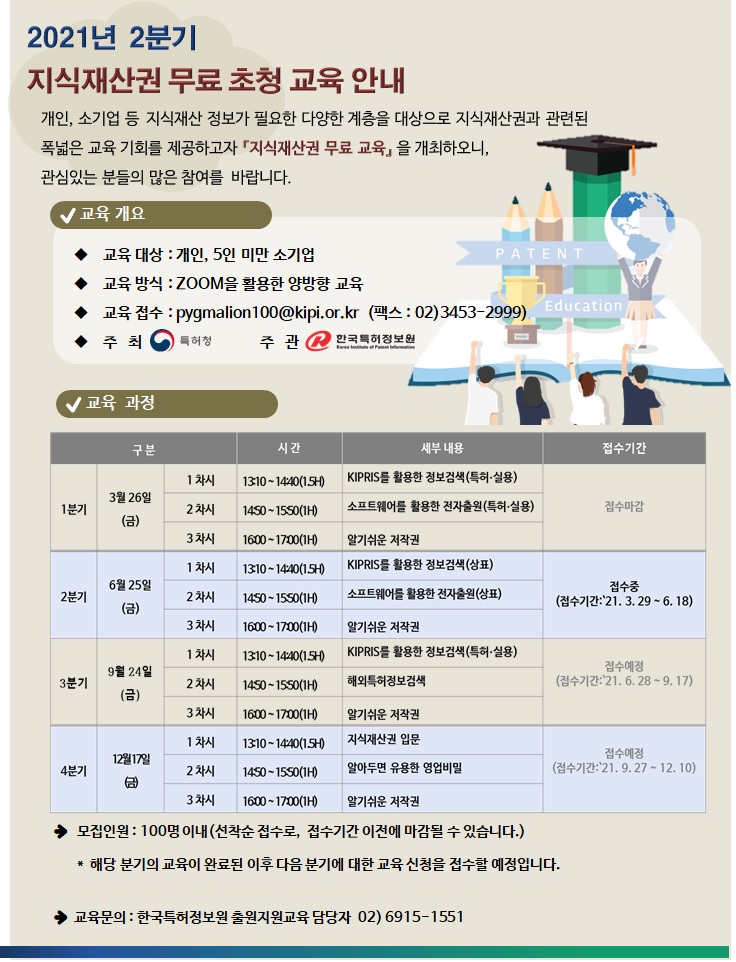 2021년 2분기
지식재산권 무료 초청 교육 안내
개인, 소기업 등 지식재산 정보가 필요한 다양한 계층을 대상으로 지식재산권과 관련된
폭넓은 교육 기회를 제공하고자 『지식재산권 무료 교육』을 개최하오니,
관심있는 분들의 많은 참여를 바랍니다.
교육 개요
◆ 교육 대상 : 개인, 5인 미만 소기업
◆ 교육 방식 : ZOOM을 활용한 양방향 교육
◆ 교육 접수 : pygmalion100@kipi.or.kr (팩스 : 02)3453-2999)
◆ 주 최 특허청 주 관 한국특허정보원
Korea Institute of Patent Information
PATENT
Education
교육 과정
구 분 시 간 세부 내용 접수기간
1분기 3월 26일 (금) 1 차시 13:10 ~ 14:40(1.5H) KIPRIS를 활용한 정보검색(특허·실용) 접수마감
2 차시 14:50 ~ 15:50(1H) 소프트웨어를 활용한 전자출원(특허·실용)
3 차시 16:00 ~ 17:00(1H) 알기쉬운 저작권
2분기 6월 25일 (금) 1 차시 13:10 ~ 14:40(1.5H) KIPRIS를 활용한 정보검색(상표) 접수중
(접수기간:`21. 3. 29 ~ 6. 18)
2 차시 14:50 ~ 15:50(1H) 소프트웨어를 활용한 전자출원(상표)
3 차시 16:00 ~ 17:00(1H) 알기쉬운 저작권
3분기 9월 24일 (금) 1 차시 13:10 ~ 14:40(1.5H) KIPRIS를 활용한 정보검색(특허·실용) 접수예정
(접수기간:`21. 6. 28 ~ 9. 17)
2 차시 14:50 ~ 15:50(1H) 해외특허정보검색
3 차시 16:00 ~ 17:00(1H) 알기쉬운 저작권
4분기 12월17일 (금) 1 차시 13:10 ~ 14:40(1.5H) 지식재산권 입문 접수예정
(접수기간:`21. 9. 27 ~ 12. 10)
2 차시 14:50 ~ 15:50(1H) 알아두면 유용한 영업비밀
3 차시 16:00 ~ 17:00(1H) 알기쉬운 저작권
➔ 모집인원 : 100명 이내(선착순 접수로, 접수기간 이전에 마감될 수 있습니다.)
* 해당 분기의 교육이 완료된 이후 다음 분기에 대한 교육 신청을 접수할 예정입니다.
➔ 교육문의 : 한국특허정보원 출원지원교육 담당자 02) 6915-1551